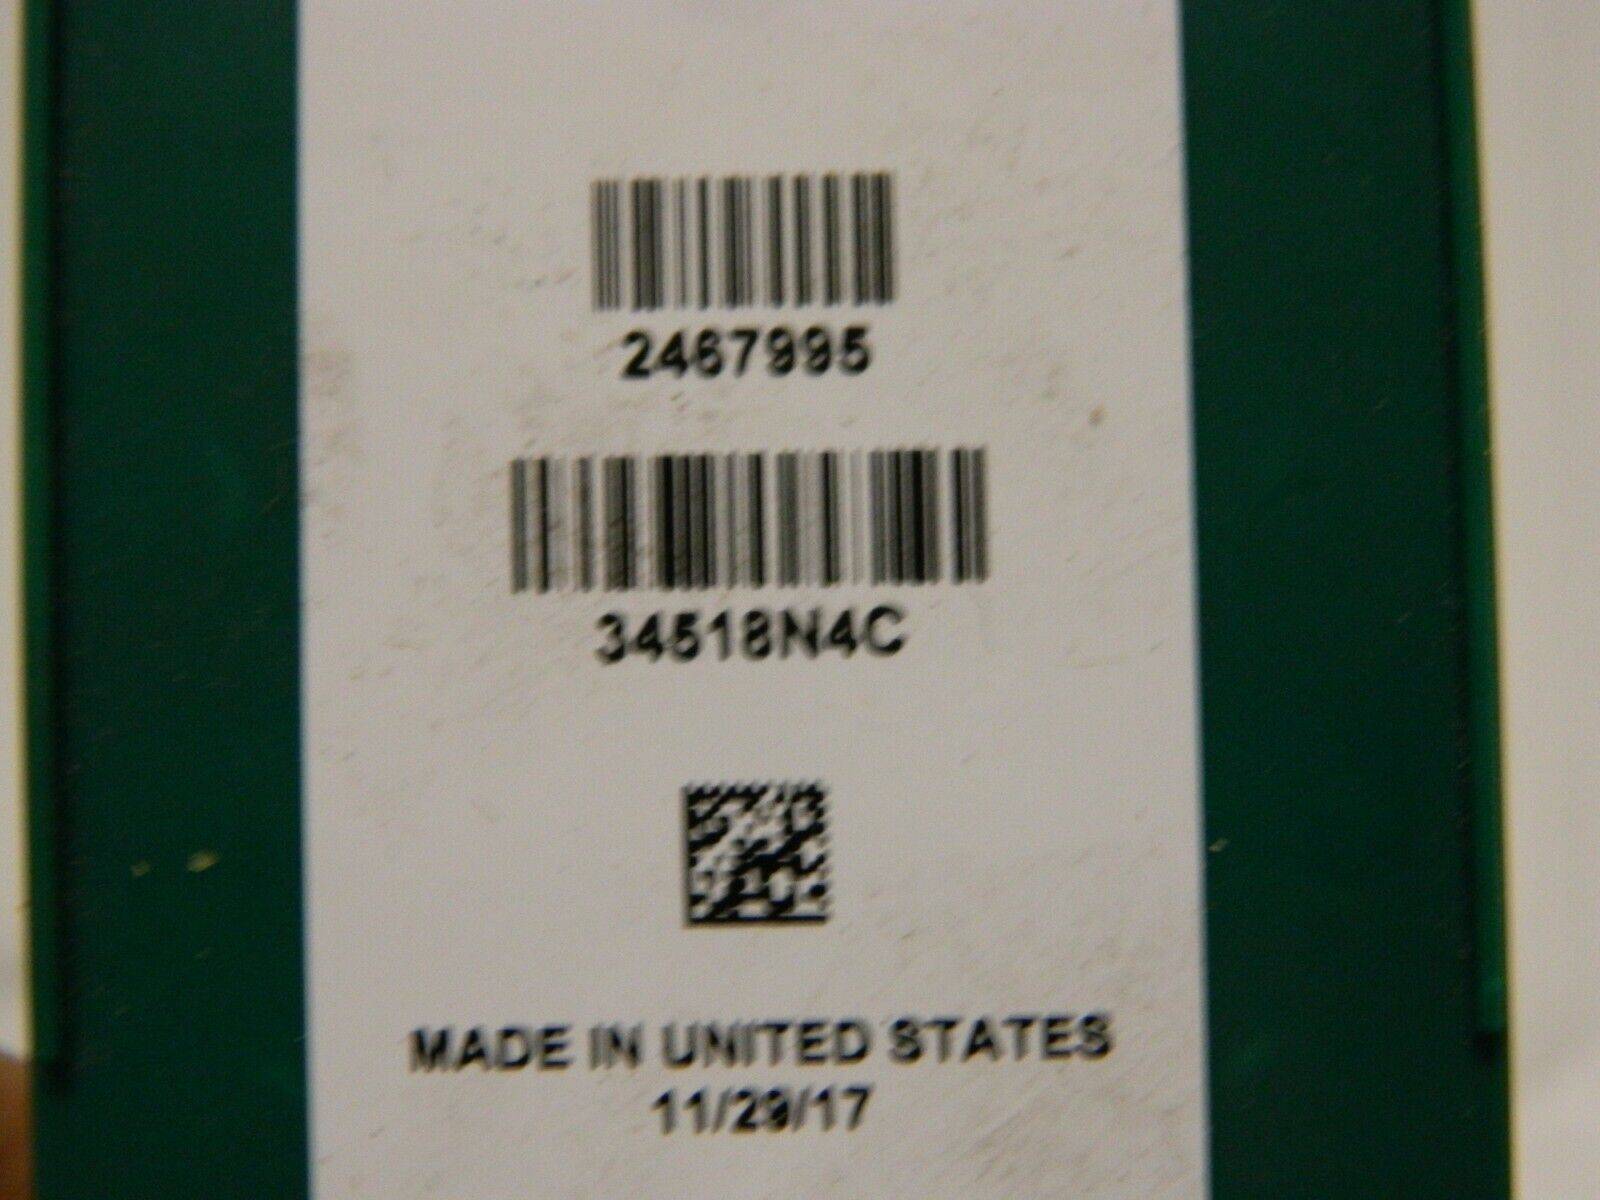 2467995
34518N4C
MADE IN UNITED STATES
11/29/17